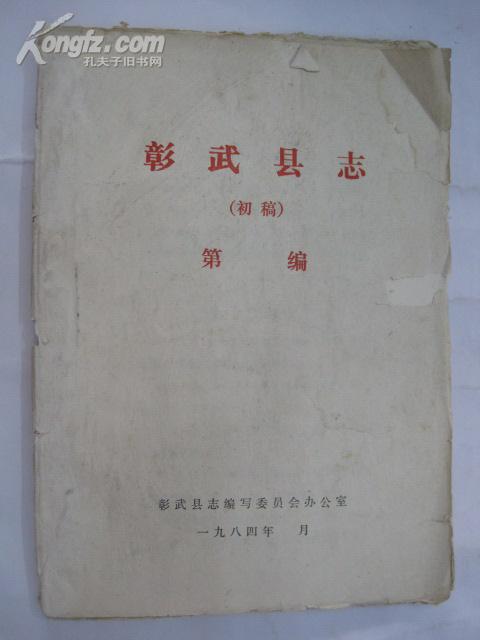 Kongfz.com
孔夫子旧书网
彰武县志
(初稿)
第 编
彰武县志编写委员会办公室
一九八四年 月